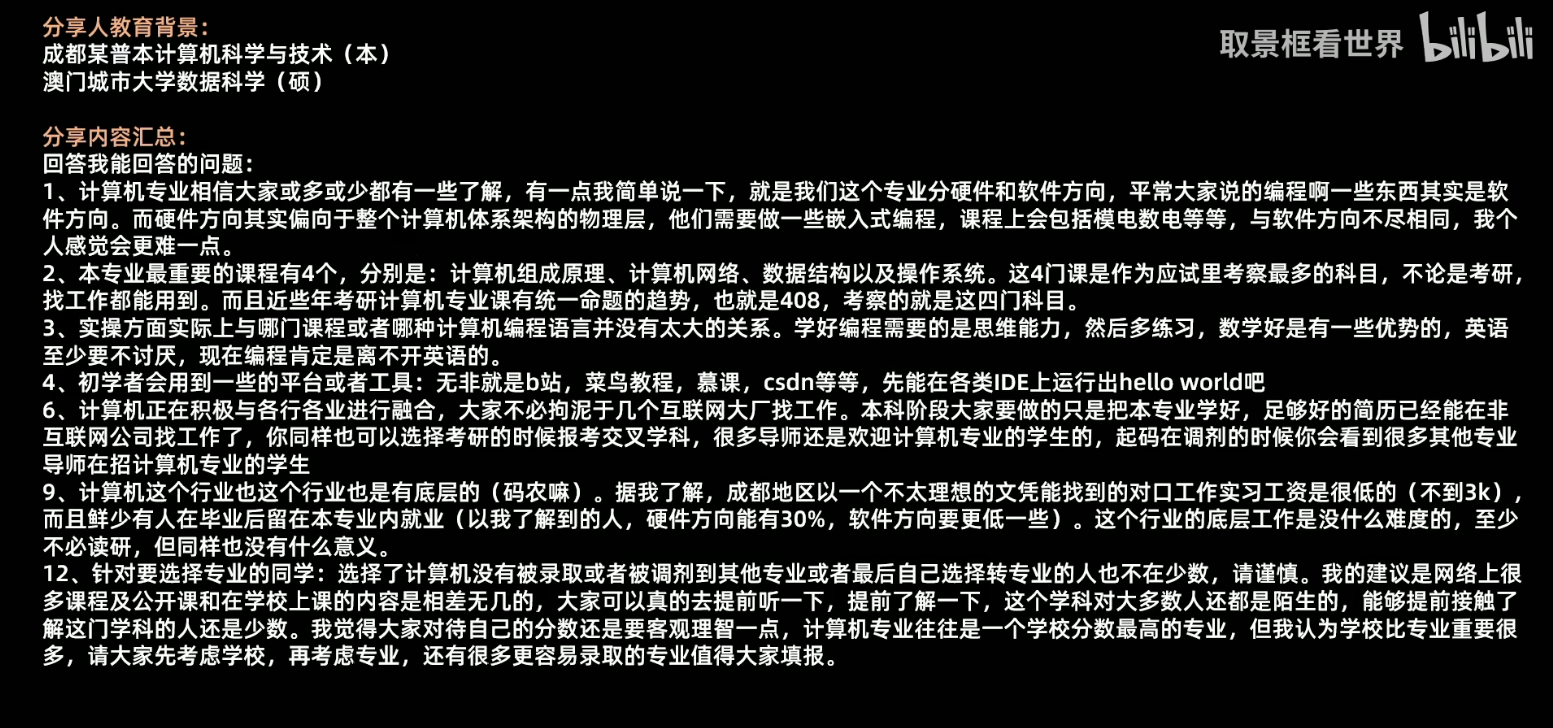 分享人教育背景：
取景框看世界 bilibili
成都某普本计算机科学与技术（本）
澳门城市大学数据科学（硕）
分享内容汇总：
回答我能回答的问题：
1、计算机专业相信大家或多或少都有一些了解，有一点我简单说一下，就是我们这个专业分硬件和软件方向，平常大家说的编程啊一些东西其实是软
件方向。而硬件方向其实偏向于整个计算机体系架构的物理层，他们需要做一些嵌入式编程，课程上会包括模电数电等等，与软件方向不尽相同，我个
人感觉会更难一点。
2、本专业最重要的课程有4个，分别是：计算机组成原理、计算机网络、数据结构以及操作系统。这4门课是作为应试里考察最多的科目，不论是考研，
找工作都能用到。而且近些年考研计算机专业课有统一命题的趋势，也就是408，考察的就是这四门科目。
3、实操方面实际上与哪门课程或者哪种计算机编程语言并没有太大的关系。学好编程需要的是思维能力，然后多练习，数学好是有一些优势的，英语
至少要不讨厌，现在编程肯定是离不开英语的。
4、初学者会用到一些的平台或者工具：无非就是b站，菜鸟教程，慕课，csdn等等，先能在各类IDE上运行出hello world吧
6、计算机正在积极与各行各业进行融合，大家不必拘泥于几个互联网大厂找工作。本科阶段大家要做的只是把本专业学好，足够好的简历已经能在非
互联网公司找工作了，你同样也可以选择考研的时候报考交叉学科，很多导师还是欢迎计算机专业的学生的，起码在调剂的时候你会看到很多其他专业
导师在招计算机专业的学生
9、计算机这个行业也这个行业也是有底层的（码农嘛）。据我了解，成都地区以一个不太理想的文凭能找到的对口工作实习工资是很低的（不到3k），
而且鲜少有人在毕业后留在本专业内就业（以我了解到的人，硬件方向能有30%，软件方向要更低一些）。这个行业的底层工作是没什么难度的，至少
不必读研，但同样也没有什么意义。
12、针对要选择专业的同学：选择了计算机没有被录取或者被调剂到其他专业或者最后自己选择转专业的人也不在少数，请谨慎。我的建议是网络上很
多课程及公开课和在学校上课的内容是相差无几的，大家可以真的去提前听一下，提前了解一下，这个学科对大多数人还都是陌生的，能够提前接触了
解这门学科的人还是少数。我觉得大家对待自己的分数还是要客观理智一点，计算机专业往往是一个学校分数最高的专业，但我认为学校比专业重要很
多，请大家先考虑学校，再考虑专业，还有很多更容易录取的专业值得大家填报。